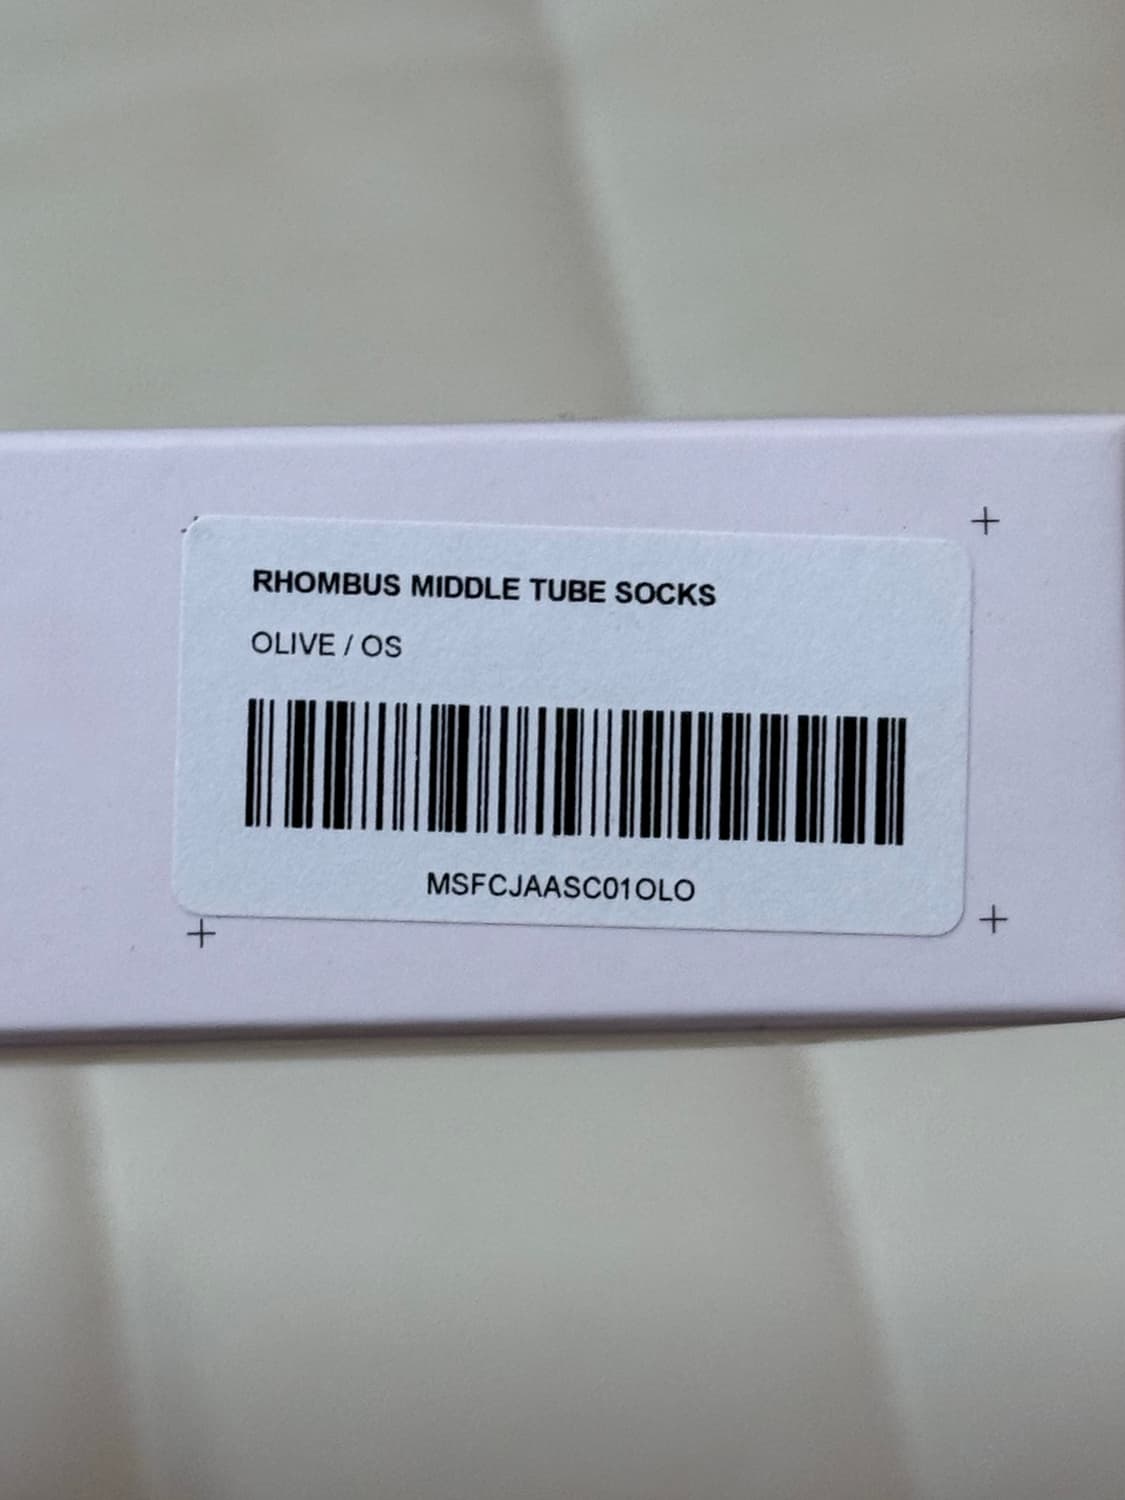 RHOMBUS MIDDLE TUBE SOCKS
OLIVE / OS
MSFCJAASC01OLO